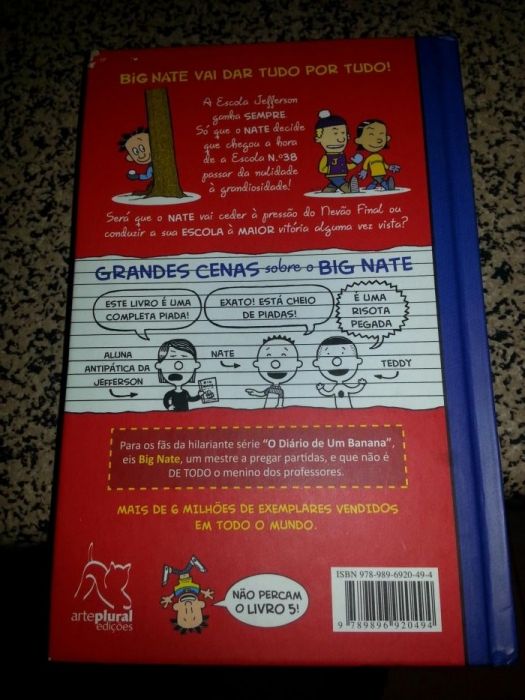 BIG NATE VAI DAR TUDO POR TUDO!
A Escola Jefferson
ganha SEMPRE
Só que o NATE decide
que chegou a hora
de a Escola N.º38
passar da nulidade
à grandiosidade!
Será que o NATE vai ceder à pressão do Nevão Final ou
conduzir a sua ESCOLA à MAIOR vitória alguma vez vista?
GRANDES CENAS sobre o BIG NATE
ESTE LIVRO É UMA
COMPLETA PIADA!
EXATO! ESTÁ CHEIO
DE PIADAS!
É UMA
RISOTA
PEGADA
ALUNA
ANTIPÁTICA DA
JEFFERSON
NATE
TEDDY
Para os fãs da hilariante série "O Diário de Um Banana",
eis Big Nate, um mestre a pregar partidas, e que não é
DE TODO o menino dos professores.
MAIS DE 6 MILHÕES DE EXEMPLARES VENDIDOS
EM TODO O MUNDO.
NÃO PERCAM
O LIVRO 5!
arteplural
edições
ISBN 978-989-6920-49-4
9 789896 920494